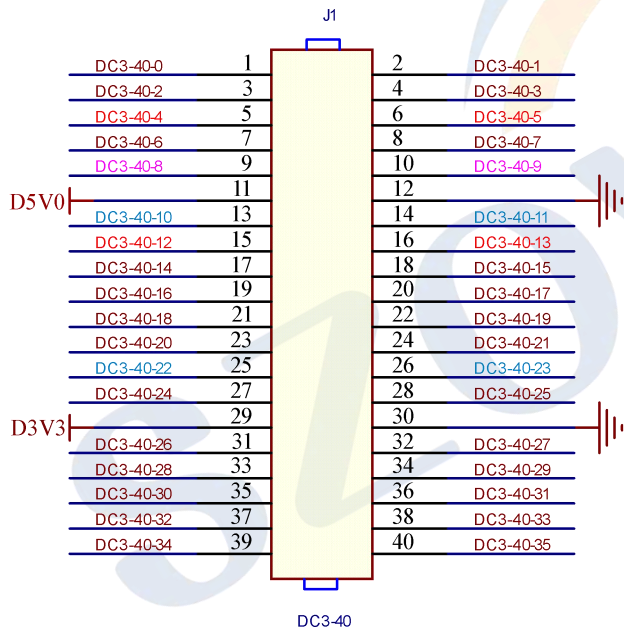 J1
DC3-40-0 1 2 DC3-40-1
DC3-40-2 3 4 DC3-40-3
DC3-40-4 5 6 DC3-40-5
DC3-40-6 7 8 DC3-40-7
DC3-40-8 9 10 DC3-40-9
D5V0 11 12
DC3-40-10 13 14 DC3-40-11
DC3-40-12 15 16 DC3-40-13
DC3-40-14 17 18 DC3-40-15
DC3-40-16 19 20 DC3-40-17
DC3-40-18 21 22 DC3-40-19
DC3-40-20 23 24 DC3-40-21
DC3-40-22 25 26 DC3-40-23
DC3-40-24 27 28 DC3-40-25
D3V3 29 30
DC3-40-26 31 32 DC3-40-27
DC3-40-28 33 34 DC3-40-29
DC3-40-30 35 36 DC3-40-31
DC3-40-32 37 38 DC3-40-33
DC3-40-34 39 40 DC3-40-35
DC3-40